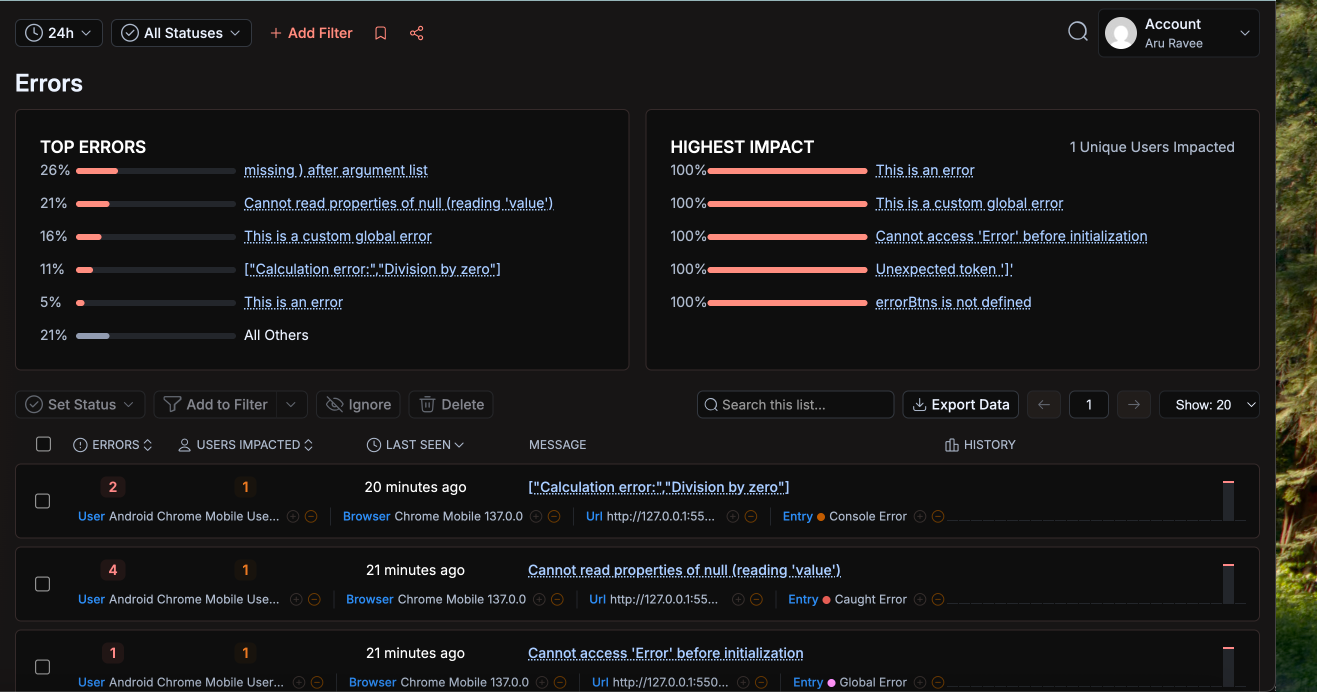 24h All Statuses + Add Filter
Account
Aru Ravee
Errors
TOP ERRORS
26% missing ) after argument list
21% Cannot read properties of null (reading 'value')
16% This is a custom global error
11% ["Calculation error:","Division by zero"]
5% This is an error
21% All Others
HIGHEST IMPACT 1 Unique Users Impacted
100% This is an error
100% This is a custom global error
100% Cannot access 'Error' before initialization
100% Unexpected token ']'
100% errorBtns is not defined
Set Status Add to Filter Ignore Delete Search this list... Export Data 1 Show: 20
ERRORS USERS IMPACTED LAST SEEN MESSAGE HISTORY
2 1 20 minutes ago ["Calculation error:","Division by zero"]
User Android Chrome Mobile Use... Browser Chrome Mobile 137.0.0 Url http://127.0.0.1:55... Entry Console Error
4 1 21 minutes ago Cannot read properties of null (reading 'value')
User Android Chrome Mobile Use... Browser Chrome Mobile 137.0.0 Url http://127.0.0.1:55... Entry Caught Error
1 1 21 minutes ago Cannot access 'Error' before initialization
User Android Chrome Mobile User... Browser Chrome Mobile 137.0.0 Url http://127.0.0.1:550... Entry Global Error